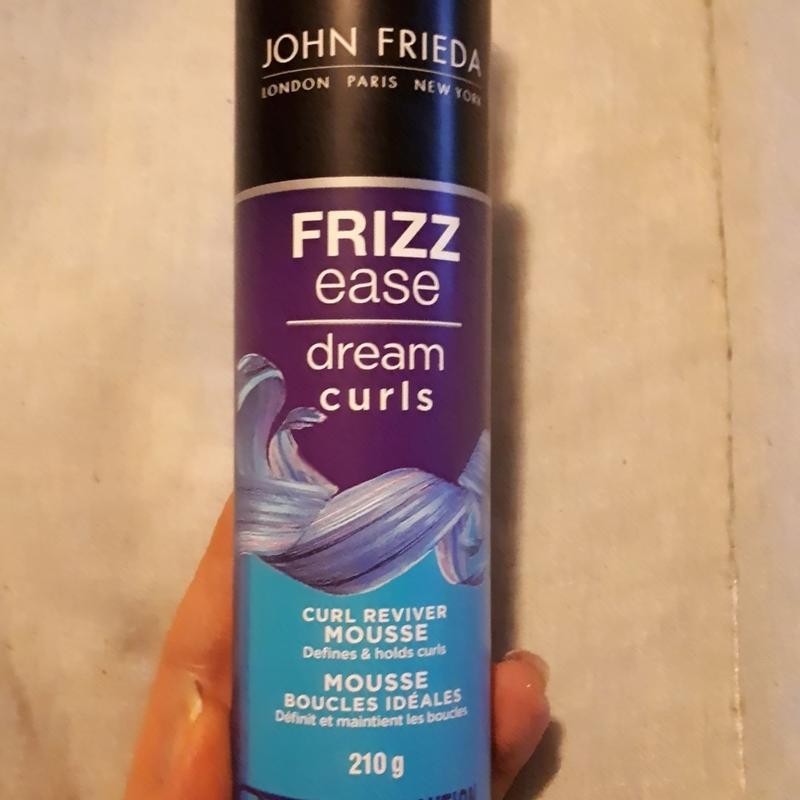 JOHN FRIEDA
LONDON PARIS NEW YORK
FRIZZ
ease
dream
curls
CURL REVIVER
MOUSSE
Defines & holds curls
MOUSSE
BOUCLES IDÉALES
Définit et maintient les boucles
210 g